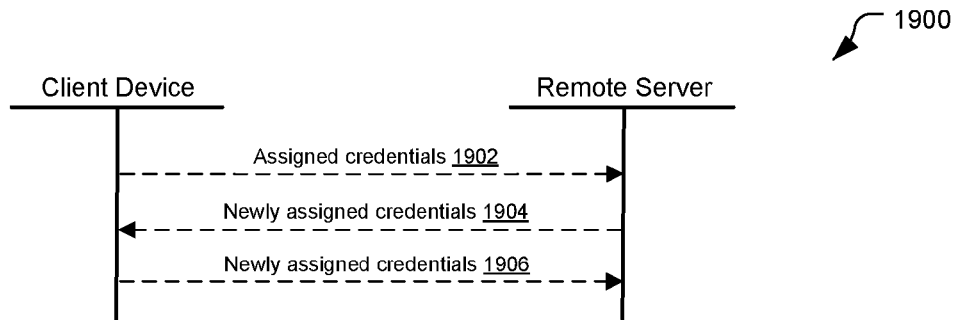 1900
Client Device
Remote Server
Assigned credentials 1902
Newly assigned credentials 1904
Newly assigned credentials 1906